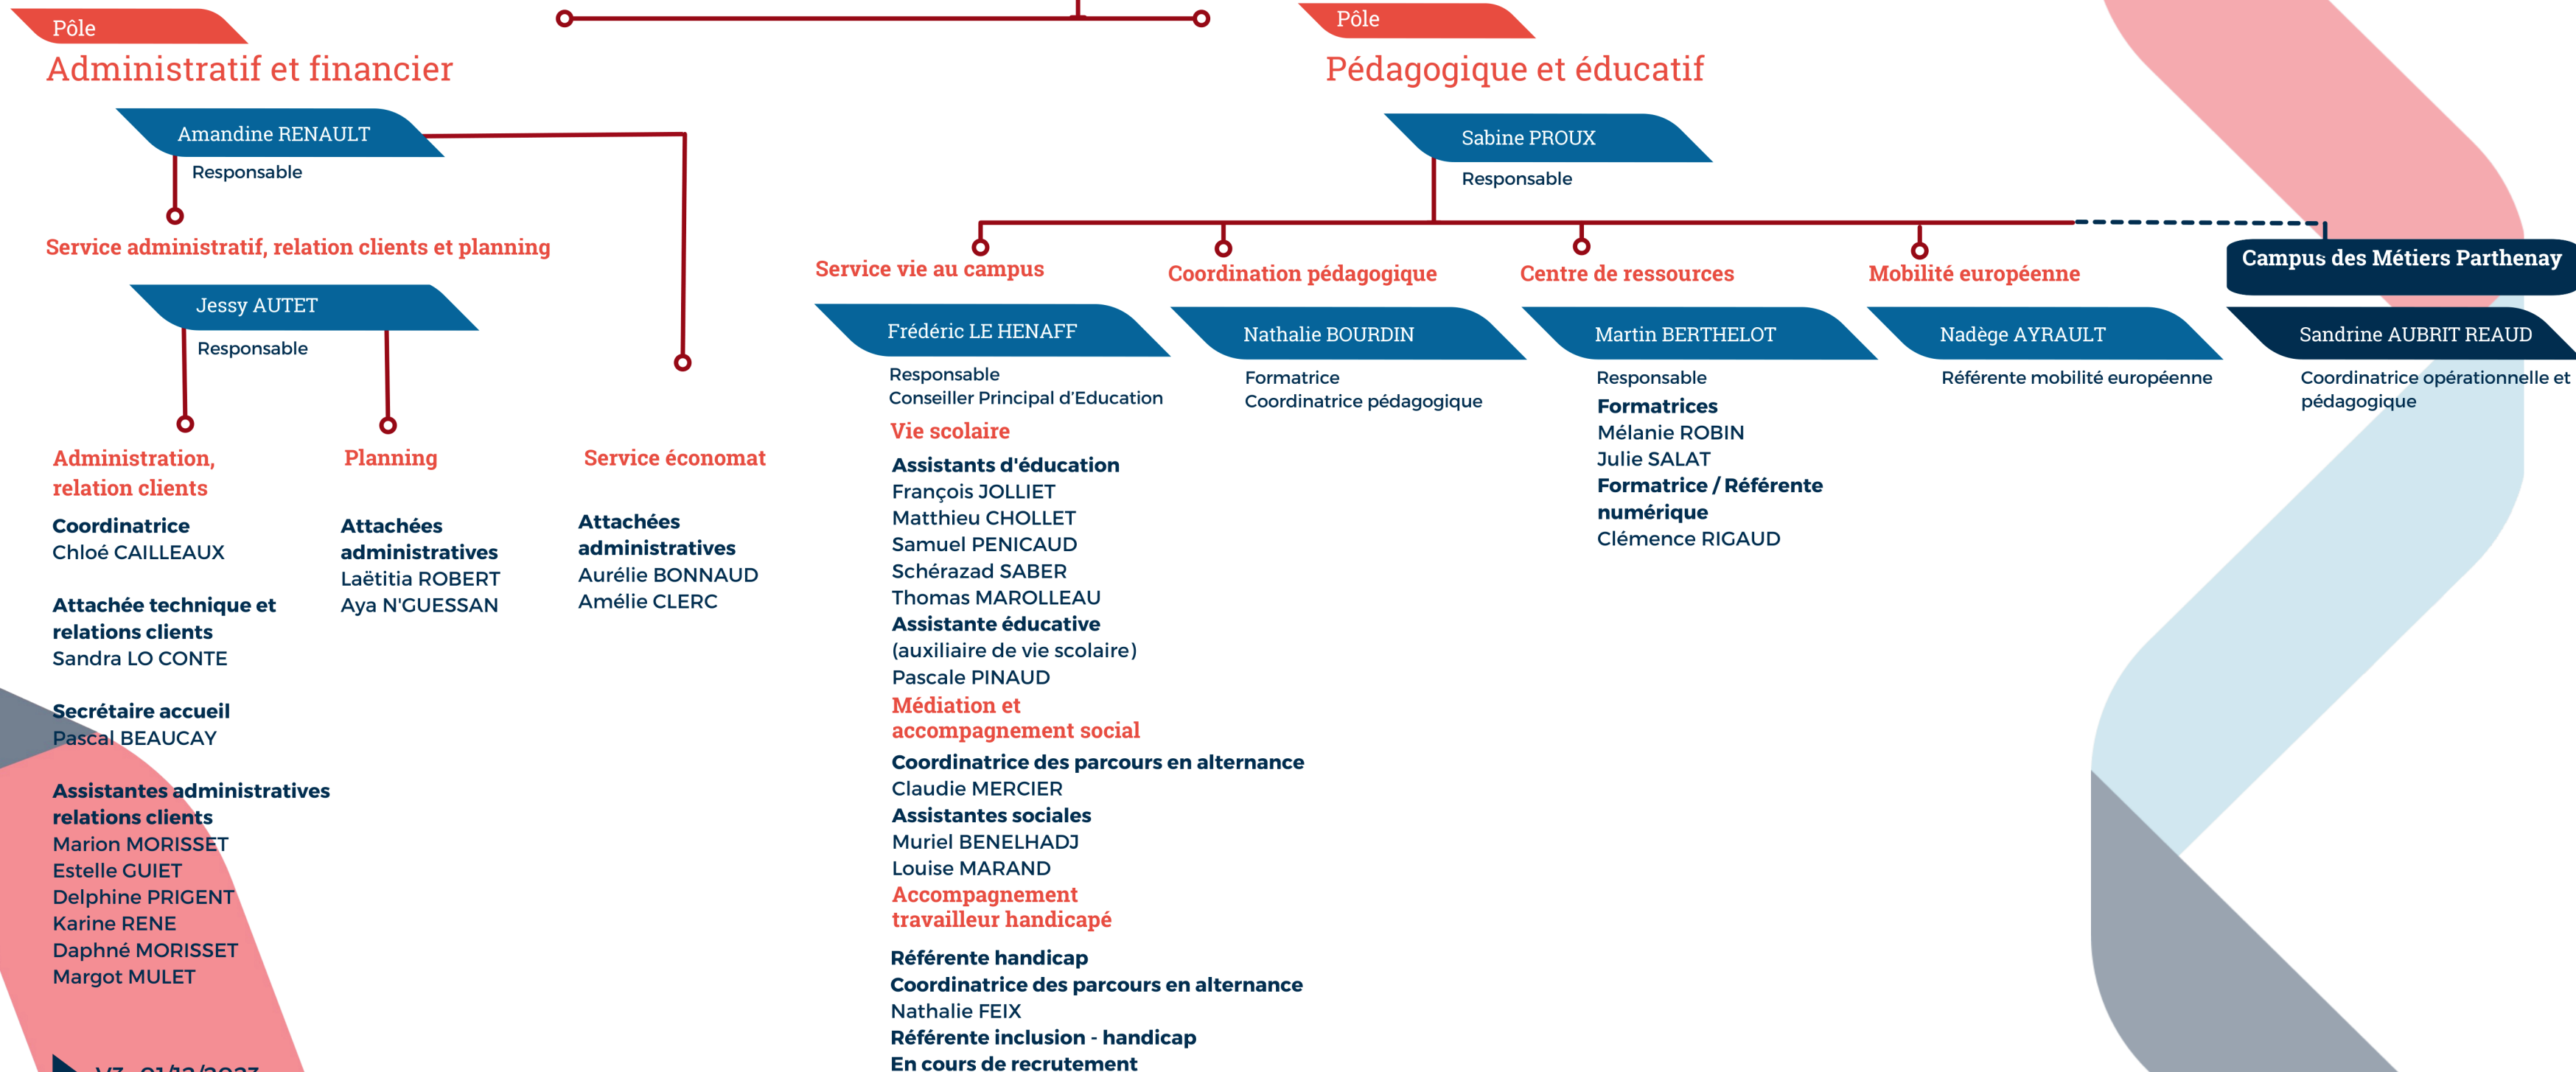 Pôle
Administratif et financier
Amandine RENAULT
Responsable
Service administratif, relation clients et planning
Jessy AUTET
Responsable
Administration,
relation clients
Coordinatrice
Chloé CAILLEAUX
Attachée technique et
relations clients
Sandra LO CONTE
Secrétaire accueil
Pascal BEAUCAY
Assistantes administratives
relations clients
Marion MORISSET
Estelle GUIET
Delphine PRIGENT
Karine RENE
Daphné MORISSET
Margot MULET
Planning
Attachées
administratives
Laëtitia ROBERT
Aya N'GUESSAN
Service économat
Attachées
administratives
Aurélie BONNAUD
Amélie CLERC
Pôle
Pédagogique et éducatif
Sabine PROUX
Responsable
Service vie au campus
Frédéric LE HENAFF
Responsable
Conseiller Principal d'Education
Vie scolaire
Assistants d'éducation
François JOLLIET
Matthieu CHOLLET
Samuel PENICAUD
Schérazad SABER
Thomas MAROLLEAU
Assistante éducative
(auxiliaire de vie scolaire)
Pascale PINAUD
Médiation et
accompagnement social
Coordinatrice des parcours en alternance
Claudie MERCIER
Assistantes sociales
Muriel BENELHADJ
Louise MARAND
Accompagnement
travailleur handicapé
Référente handicap
Coordinatrice des parcours en alternance
Nathalie FEIX
Référente inclusion - handicap
En cours de recrutement
Coordination pédagogique
Nathalie BOURDIN
Formatrice
Coordinatrice pédagogique
Centre de ressources
Martin BERTHELOT
Responsable
Formatrices
Mélanie ROBIN
Julie SALAT
Formatrice / Référente
numérique
Clémence RIGAUD
Mobilité européenne
Nadège AYRAULT
Référente mobilité européenne
Campus des Métiers Parthenay
Sandrine AUBRIT REAUD
Coordinatrice opérationnelle et
pédagogique
V3 01/12/2023